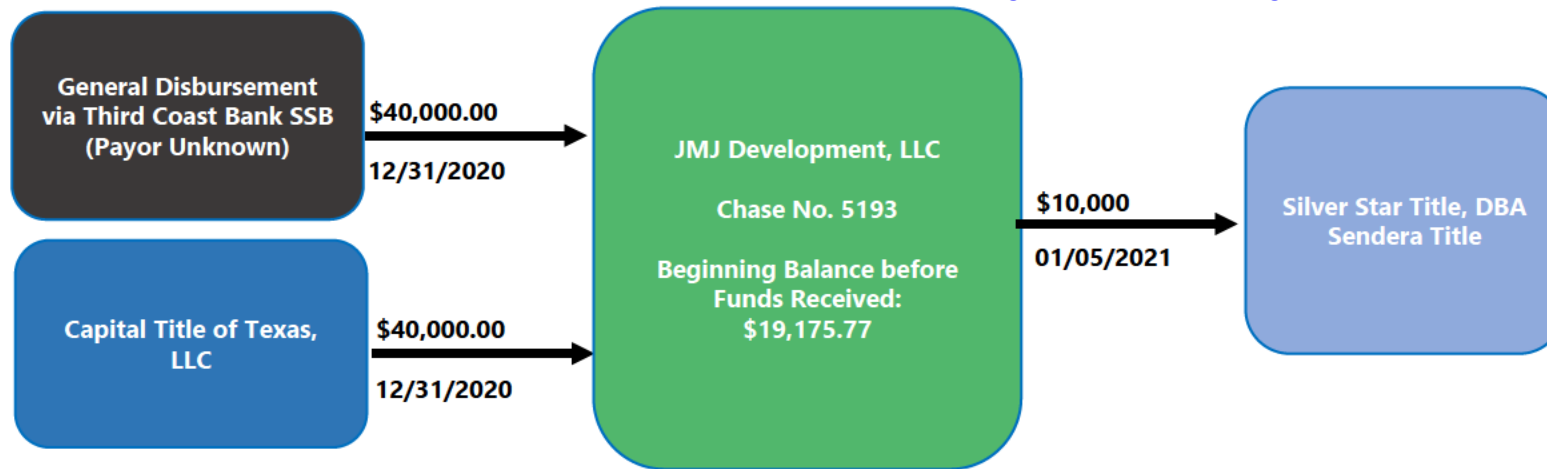 General Disbursement
via Third Coast Bank SSB
(Payor Unknown)
$40,000.00
12/31/2020
Capital Title of Texas,
LLC
$40,000.00
12/31/2020
JMJ Development, LLC
Chase No. 5193
Beginning Balance before
Funds Received:
$19,175.77
$10,000
01/05/2021
Silver Star Title, DBA
Sendera Title